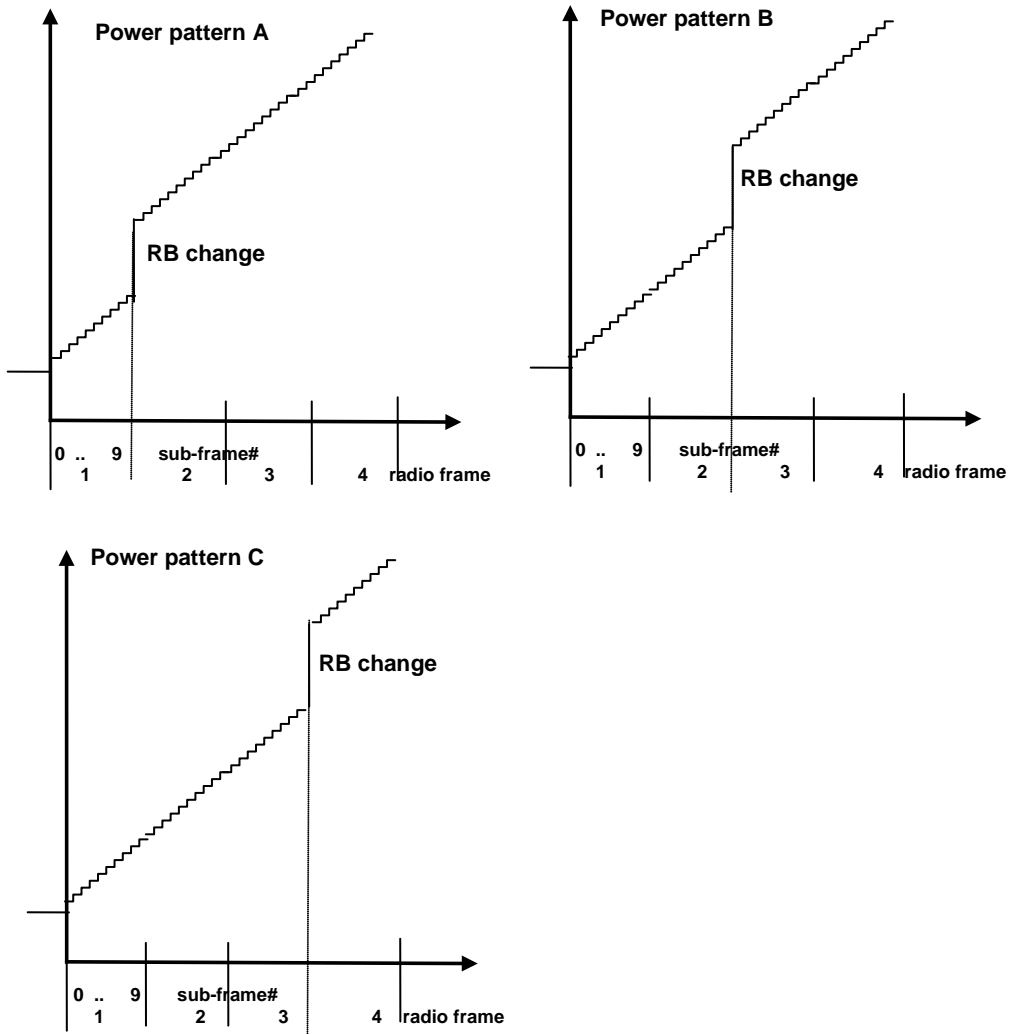 Power pattern A
RB change
0 .. 9 sub-frame#
1 2 3 4 radio frame
Power pattern B
RB change
0 .. 9 sub-frame#
1 2 3 4 radio frame
Power pattern C
RB change
0 .. 9 sub-frame#
1 2 3 4 radio frame